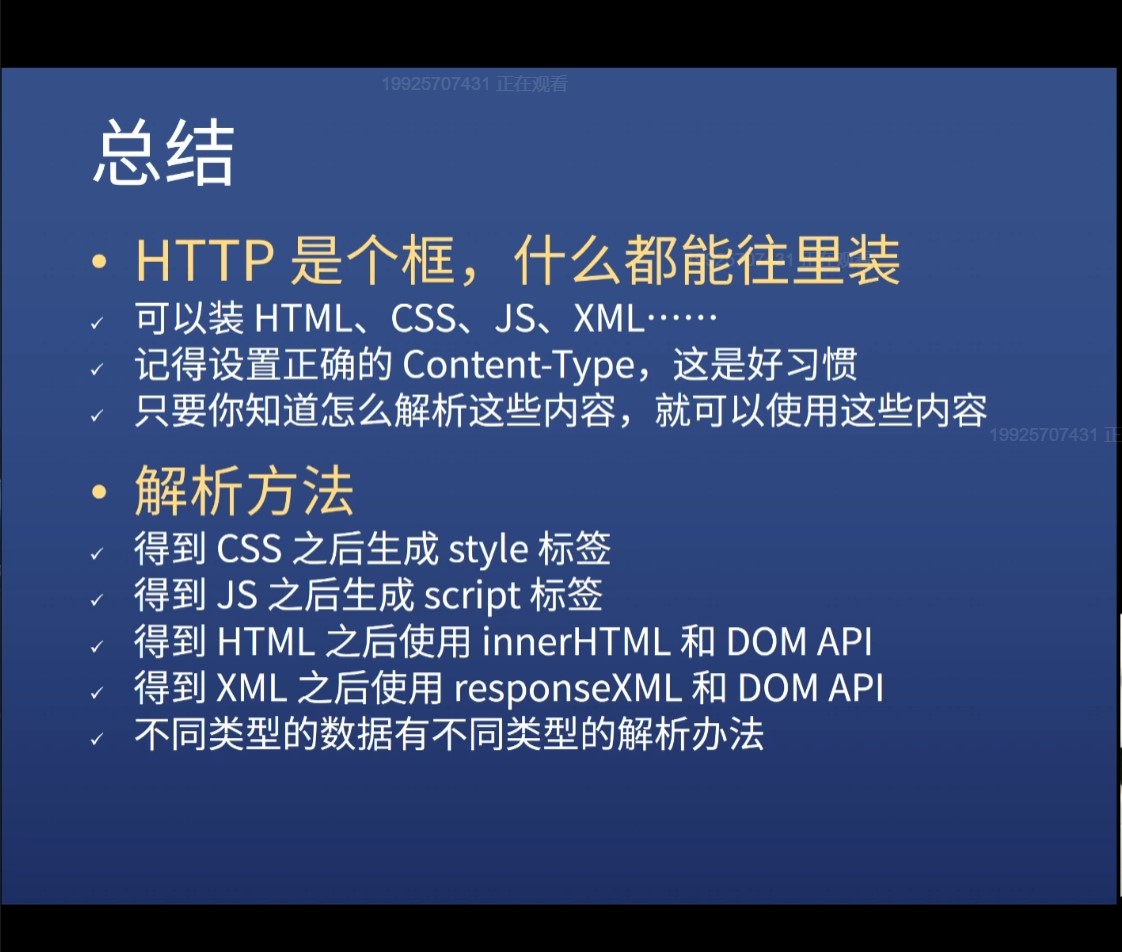 19925707431 正在观看
总结
• HTTP 是个框，什么都能往里装
✓ 可以装 HTML、CSS、JS、XML……
✓ 记得设置正确的 Content-Type，这是好习惯
✓ 只要你知道怎么解析这些内容，就可以使用这些内容
19925707431 正
• 解析方法
✓ 得到 CSS 之后生成 style 标签
✓ 得到 JS 之后生成 script 标签
✓ 得到 HTML 之后使用 innerHTML 和 DOM API
✓ 得到 XML 之后使用 responseXML 和 DOM API
✓ 不同类型的数据有不同类型的解析办法